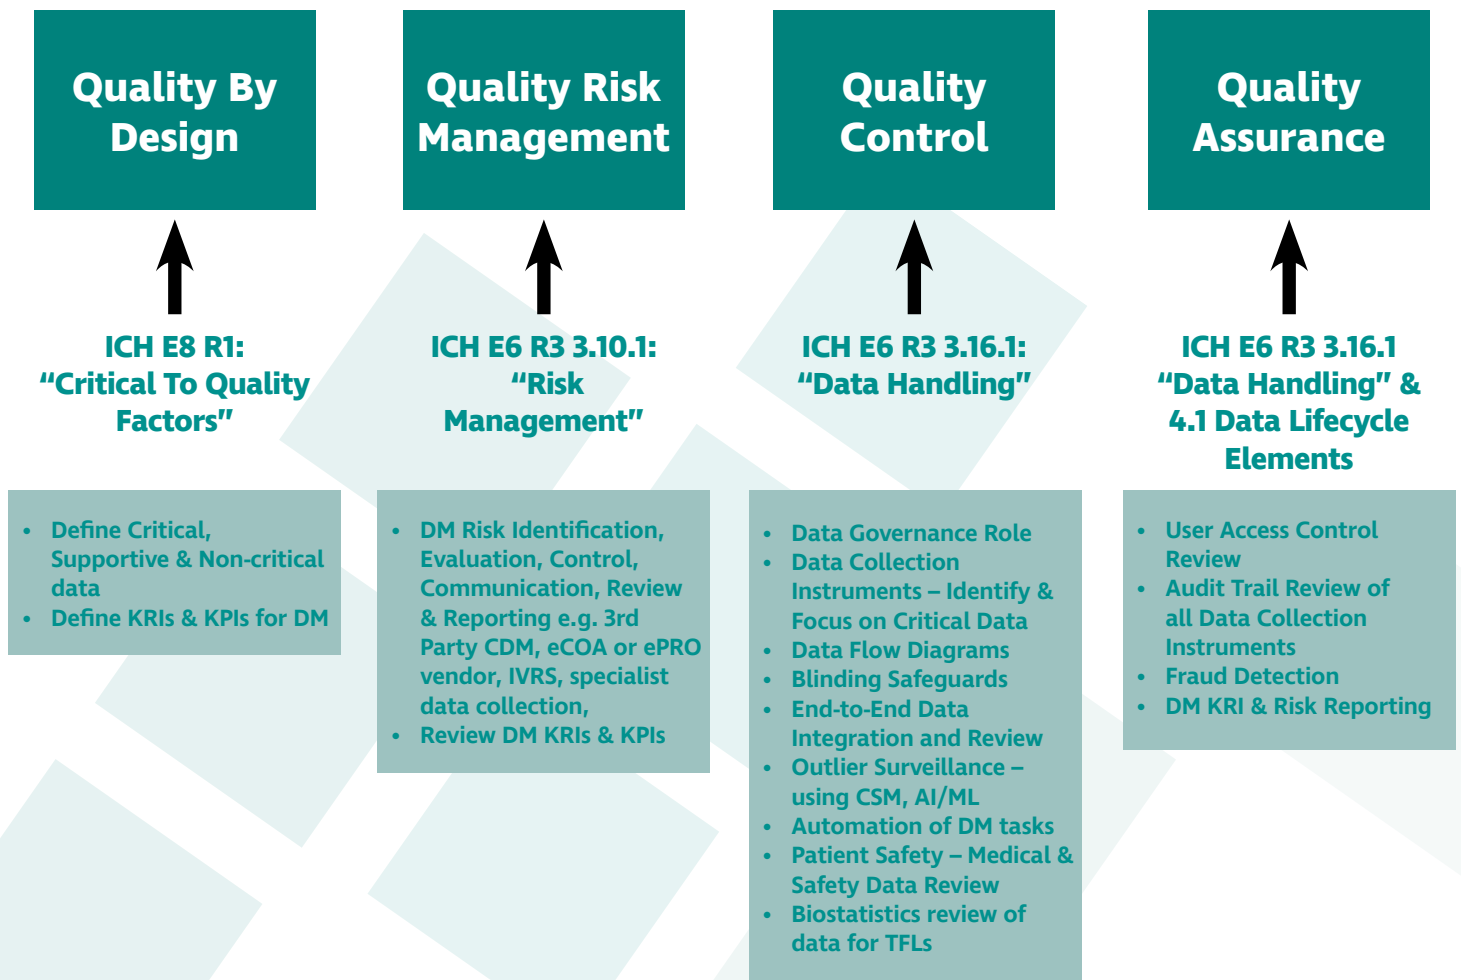 Quality By
Design
Quality Risk
Management
Quality
Control
Quality
Assurance
ICH E8 R1:
“Critical To Quality
Factors”
ICH E6 R3 3.10.1:
“Risk
Management”
ICH E6 R3 3.16.1:
“Data Handling”
ICH E6 R3 3.16.1
“Data Handling” &
4.1 Data Lifecycle
Elements
• Define Critical,
Supportive & Non-critical
data
• Define KRIs & KPIs for DM
• DM Risk Identification,
Evaluation, Control,
Communication, Review
& Reporting e.g. 3rd
Party CDM, eCOA or ePRO
vendor, IVRS, specialist
data collection,
• Review DM KRIs & KPIs
• Data Governance Role
• Data Collection
Instruments – Identify &
Focus on Critical Data
• Data Flow Diagrams
• Blinding Safeguards
• End-to-End Data
Integration and Review
• Outlier Surveillance –
using CSM, AI/ML
• Automation of DM tasks
• Patient Safety – Medical &
Safety Data Review
• Biostatistics review of
data for TFLs
• User Access Control
Review
• Audit Trail Review of
all Data Collection
Instruments
• Fraud Detection
• DM KRI & Risk Reporting